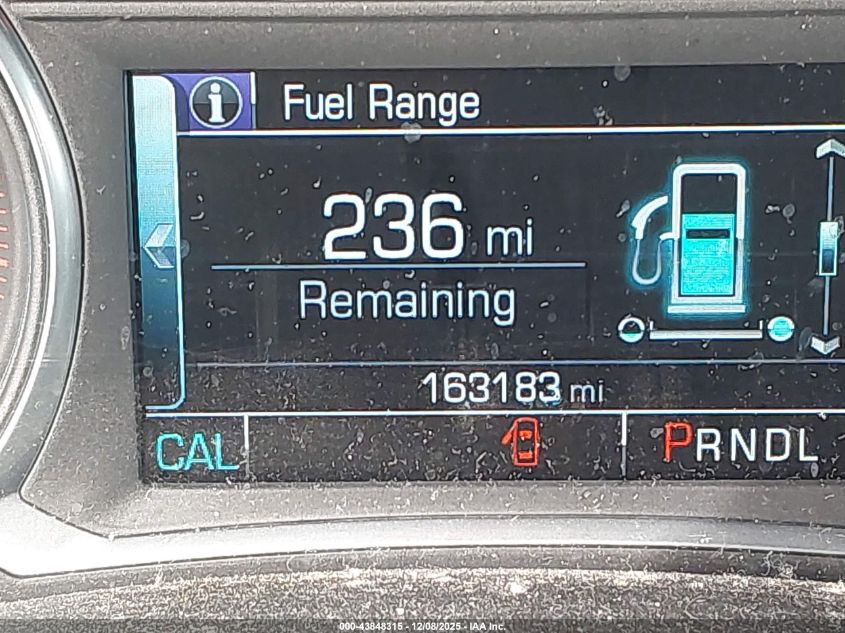 i Fuel Range
236 mi
Remaining
163183 mi
CAL PRNDL
000-43848315 - 12/08/2025 - IAA Inc.